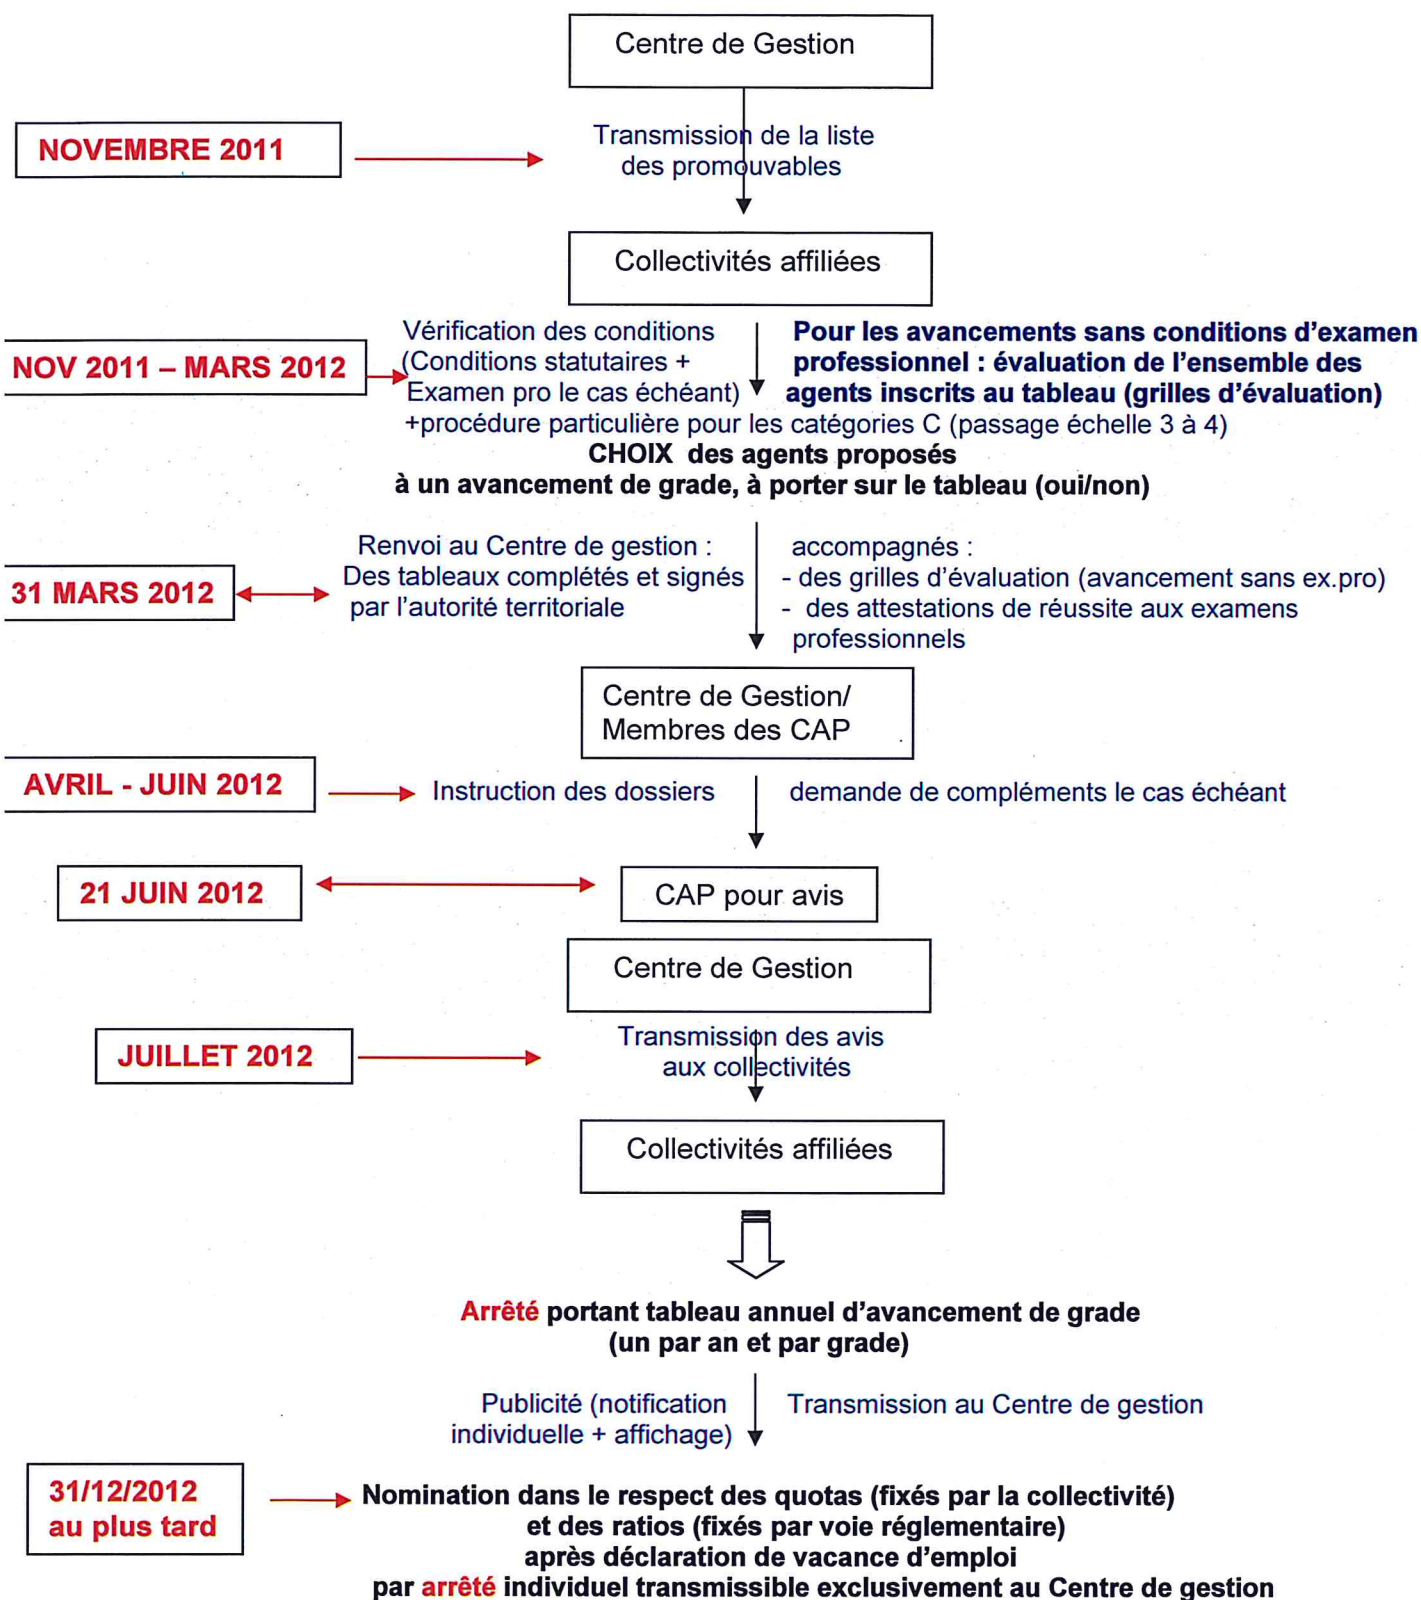 Centre de Gestion
NOVEMBRE 2011
Transmission de la liste
des promouvables
Collectivités affiliées
NOV 2011 – MARS 2012
Vérification des conditions
(Conditions statutaires +
Examen pro le cas échéant)
Pour les avancements sans conditions d'examen
professionnel : évaluation de l'ensemble des
agents inscrits au tableau (grilles d'évaluation)
+procédure particulière pour les catégories C (passage échelle 3 à 4)
CHOIX des agents proposés
à un avancement de grade, à porter sur le tableau (oui/non)
31 MARS 2012
Renvoi au Centre de gestion :
Des tableaux complétés et signés
par l'autorité territoriale
accompagnés :
- des grilles d'évaluation (avancement sans ex.pro)
- des attestations de réussite aux examens
professionnels
Centre de Gestion/
Membres des CAP
AVRIL - JUIN 2012
Instruction des dossiers
demande de compléments le cas échéant
21 JUIN 2012
CAP pour avis
Centre de Gestion
JUILLET 2012
Transmission des avis
aux collectivités
Collectivités affiliées
Arrêté portant tableau annuel d'avancement de grade
(un par an et par grade)
Publicité (notification
individuelle + affichage)
Transmission au Centre de gestion
31/12/2012
au plus tard
Nomination dans le respect des quotas (fixés par la collectivité)
et des ratios (fixés par voie réglementaire)
après déclaration de vacance d'emploi
par arrêté individuel transmissible exclusivement au Centre de gestion